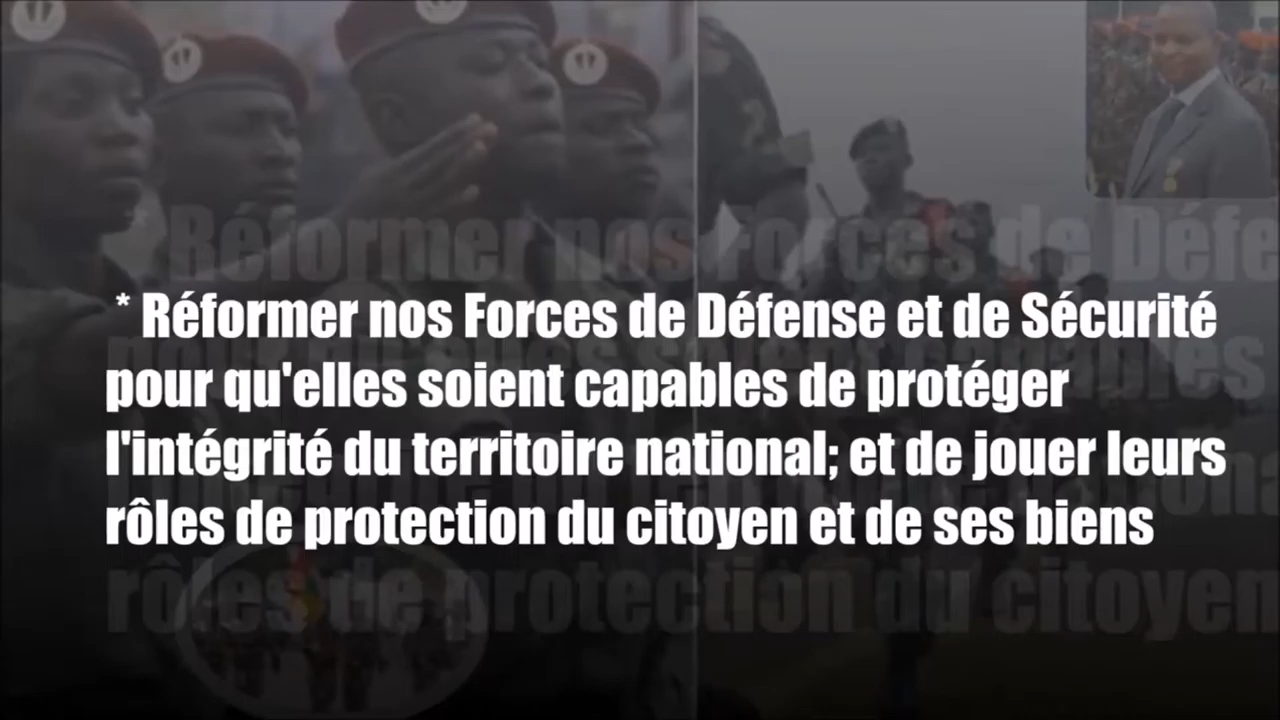 * Réformer nos Forces de Défense et de Sécurité
pour qu'elles soient capables de protéger
l'intégrité du territoire national; et de jouer leurs
rôles de protection du citoyen et de ses biens